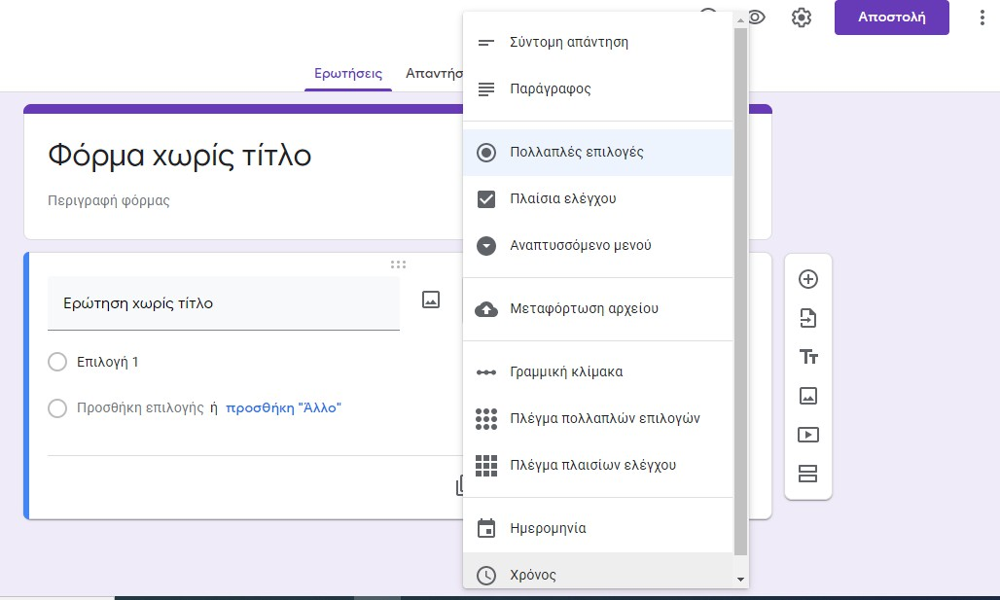 Αποστολή
Ερωτήσεις
Απαντήσ
Φόρμα χωρίς τίτλο
Περιγραφή φόρμας
Ερώτηση χωρίς τίτλο
Επιλογή 1
Προσθήκη επιλογής ή προσθήκη "Άλλο"
Σύντομη απάντηση
Παράγραφος
Πολλαπλές επιλογές
Πλαίσια ελέγχου
Αναπτυσσόμενο μενού
Μεταφόρτωση αρχείου
Γραμμική κλίμακα
Πλέγμα πολλαπλών επιλογών
Πλέγμα πλαισίων ελέγχου
Ημερομηνία
Χρόνος
Tт